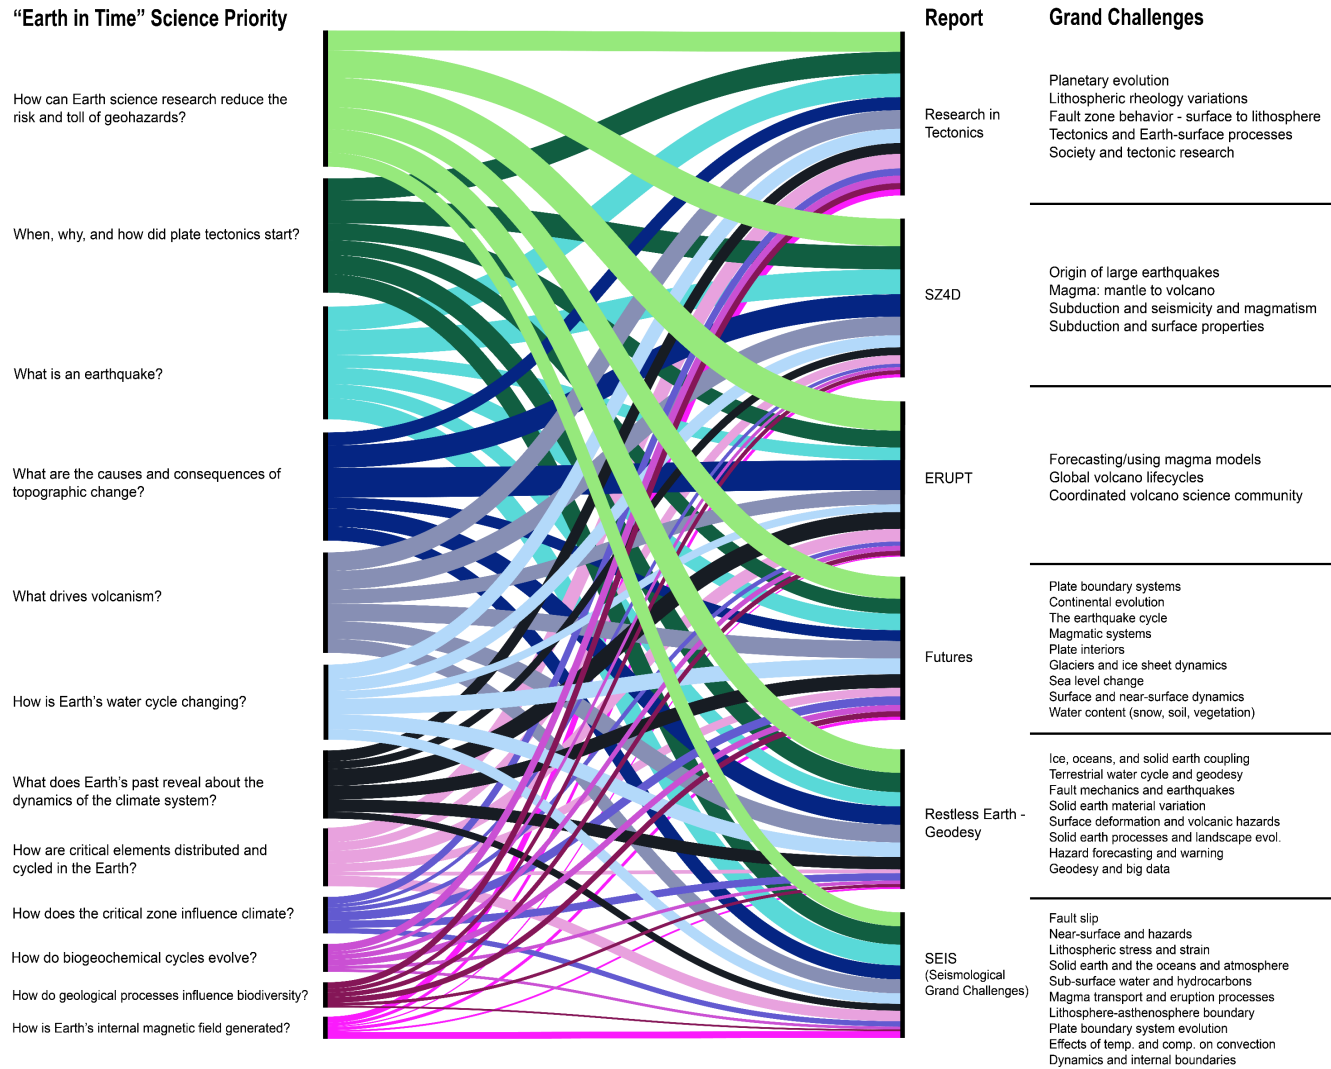 “Earth in Time” Science Priority
How can Earth science research reduce the
risk and toll of geohazards?
When, why, and how did plate tectonics start?
What is an earthquake?
What are the causes and consequences of
topographic change?
What drives volcanism?
How is Earth’s water cycle changing?
What does Earth’s past reveal about the
dynamics of the climate system?
How are critical elements distributed and
cycled in the Earth?
How does the critical zone influence climate?
How do biogeochemical cycles evolve?
How do geological processes influence biodiversity?
How is Earth’s internal magnetic field generated?
Report
Research in
Tectonics
SZ4D
ERUPT
Futures
Restless Earth -
Geodesy
SEIS
(Seismological
Grand Challenges)
Grand Challenges
Planetary evolution
Lithospheric rheology variations
Fault zone behavior - surface to lithosphere
Tectonics and Earth-surface processes
Society and tectonic research
Origin of large earthquakes
Magma: mantle to volcano
Subduction and seismicity and magmatism
Subduction and surface properties
Forecasting/using magma models
Global volcano lifecycles
Coordinated volcano science community
Plate boundary systems
Continental evolution
The earthquake cycle
Magmatic systems
Plate interiors
Glaciers and ice sheet dynamics
Sea level change
Surface and near-surface dynamics
Water content (snow, soil, vegetation)
Ice, oceans, and solid earth coupling
Terrestrial water cycle and geodesy
Fault mechanics and earthquakes
Solid earth material variation
Surface deformation and volcanic hazards
Solid earth processes and landscape evol.
Hazard forecasting and warning
Geodesy and big data
Fault slip
Near-surface and hazards
Lithospheric stress and strain
Solid earth and the oceans and atmosphere
Sub-surface water and hydrocarbons
Magma transport and eruption processes
Lithosphere-asthenosphere boundary
Plate boundary system evolution
Effects of temp. and comp. on convection
Dynamics and internal boundaries